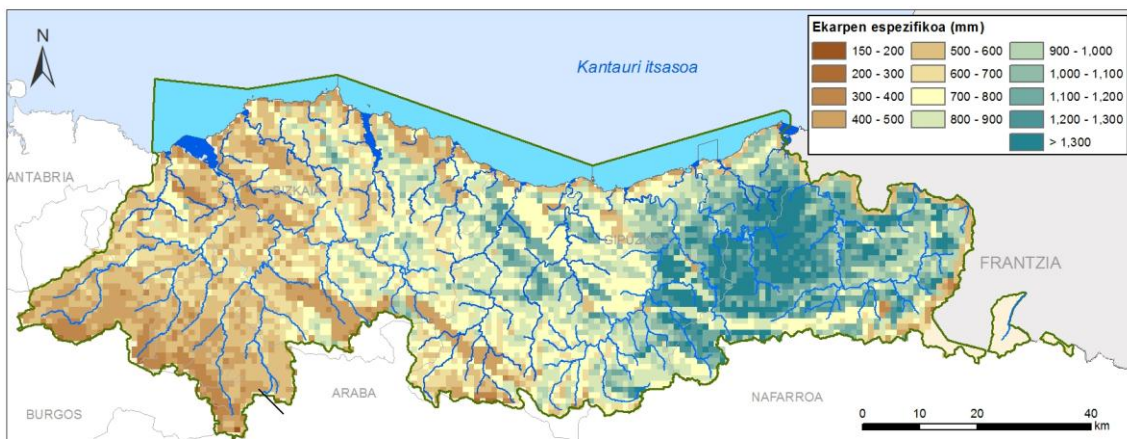 Ekarpen espezifikoa (mm)
150 - 200
200 - 300
300 - 400
400 - 500
500 - 600
600 - 700
700 - 800
800 - 900
900 - 1,000
1,000 - 1,100
1,100 - 1,200
1,200 - 1,300
> 1.300
N
Kantauri itsasoa
ANTABRIA
BIZKAIA
GIPUZKO
FRANTZIA
ARABA
NAFARROA
BURGOS
0 10 20 40
km